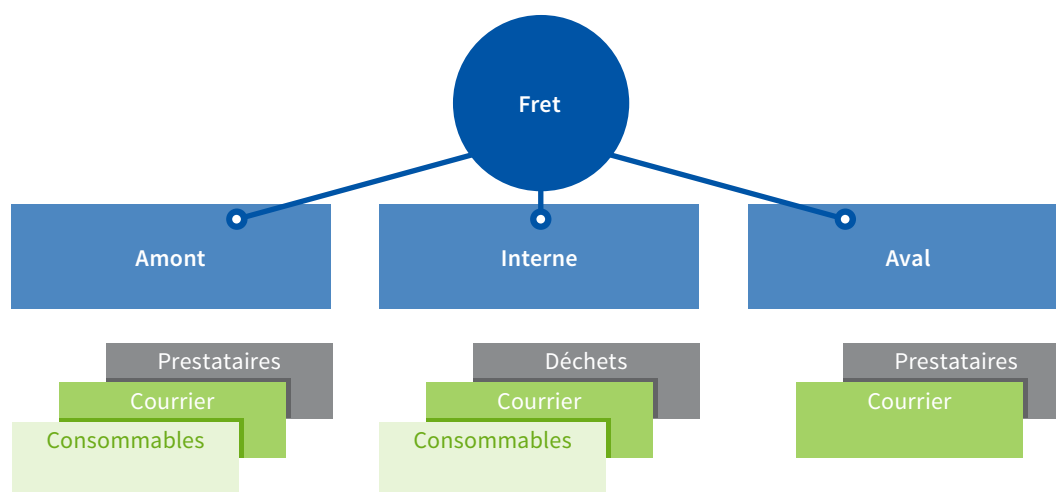 Fret
Amont
Interne
Aval
Prestataires
Courrier
Consommables
Déchets
Courrier
Consommables
Prestataires
Courrier